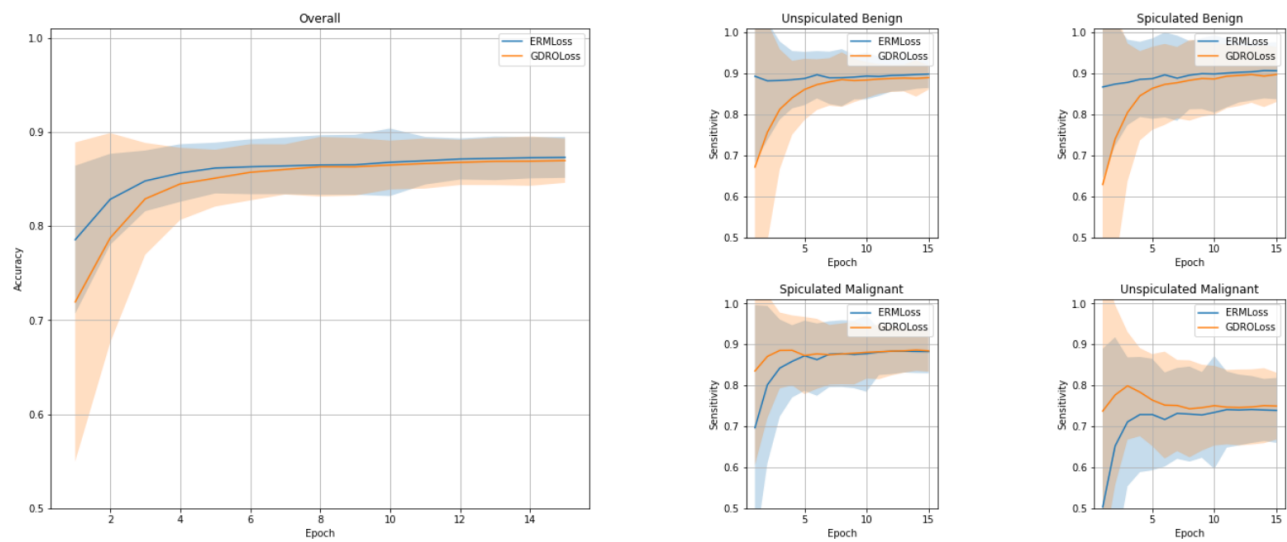 Overall
1.0
0.9
0.8
0.7
0.6
0.5
Accuracy
2
4
6
8
10
12
14
Epoch
ERMLoss
GDROLoss
Unspiculated Benign
1.0
0.9
0.8
0.7
0.6
0.5
Sensitivity
5
10
15
Epoch
ERMLoss
GDROLoss
Spiculated Benign
1.0
0.9
0.8
0.7
0.6
0.5
Sensitivity
5
10
15
Epoch
ERMLoss
GDROLoss
Spiculated Malignant
1.0
0.9
0.8
0.7
0.6
0.5
Sensitivity
5
10
15
Epoch
ERMLoss
GDROLoss
Unspiculated Malignant
1.0
0.9
0.8
0.7
0.6
0.5
Sensitivity
5
10
15
Epoch
ERMLoss
GDROLoss